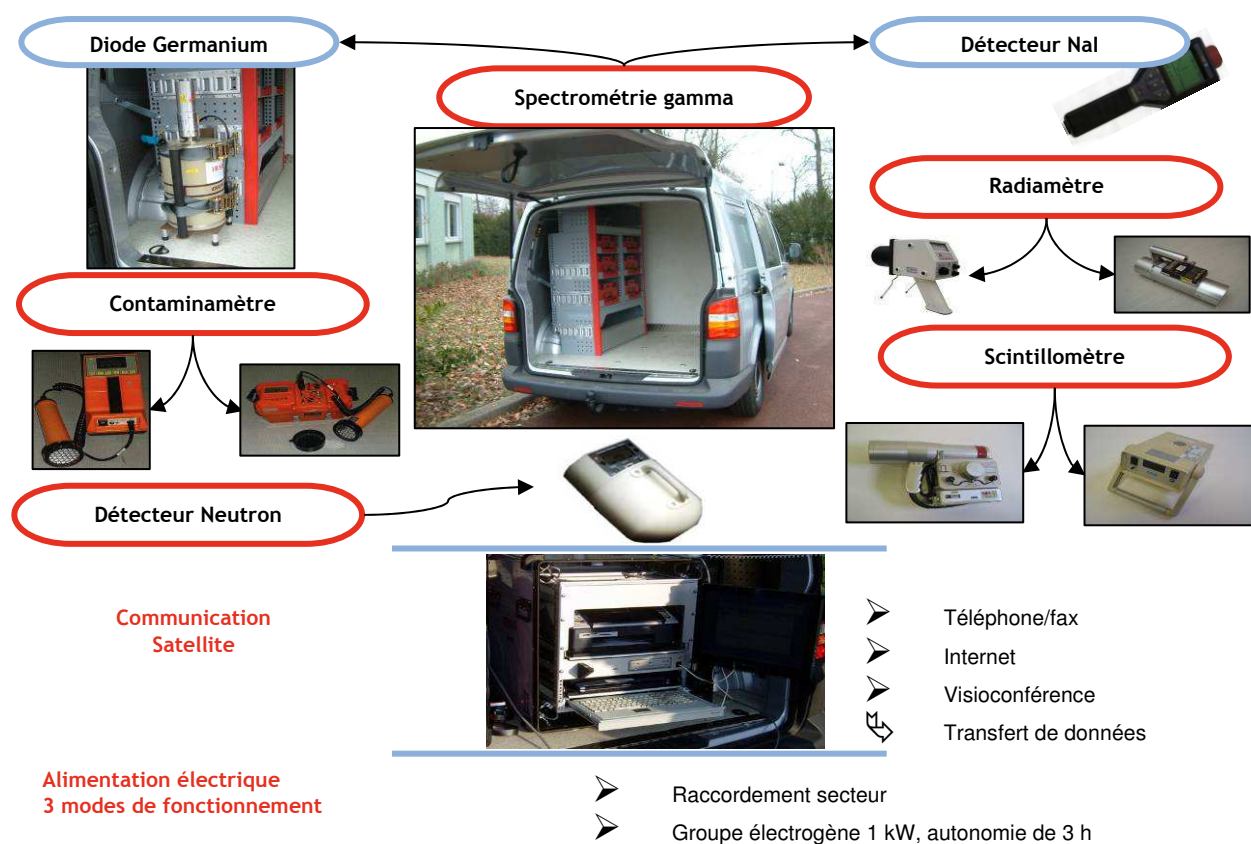 Diode Germanium
Détecteur NaI
Spectrométrie gamma
Radiamètre
Contaminamètre
Scintillomètre
Détecteur Neutron
Communication
Satellite
Téléphone/fax
Internet
Visioconférence
Transfert de données
Alimentation électrique
3 modes de fonctionnement
Raccordement secteur
Groupe électrogène 1 kW, autonomie de 3 h